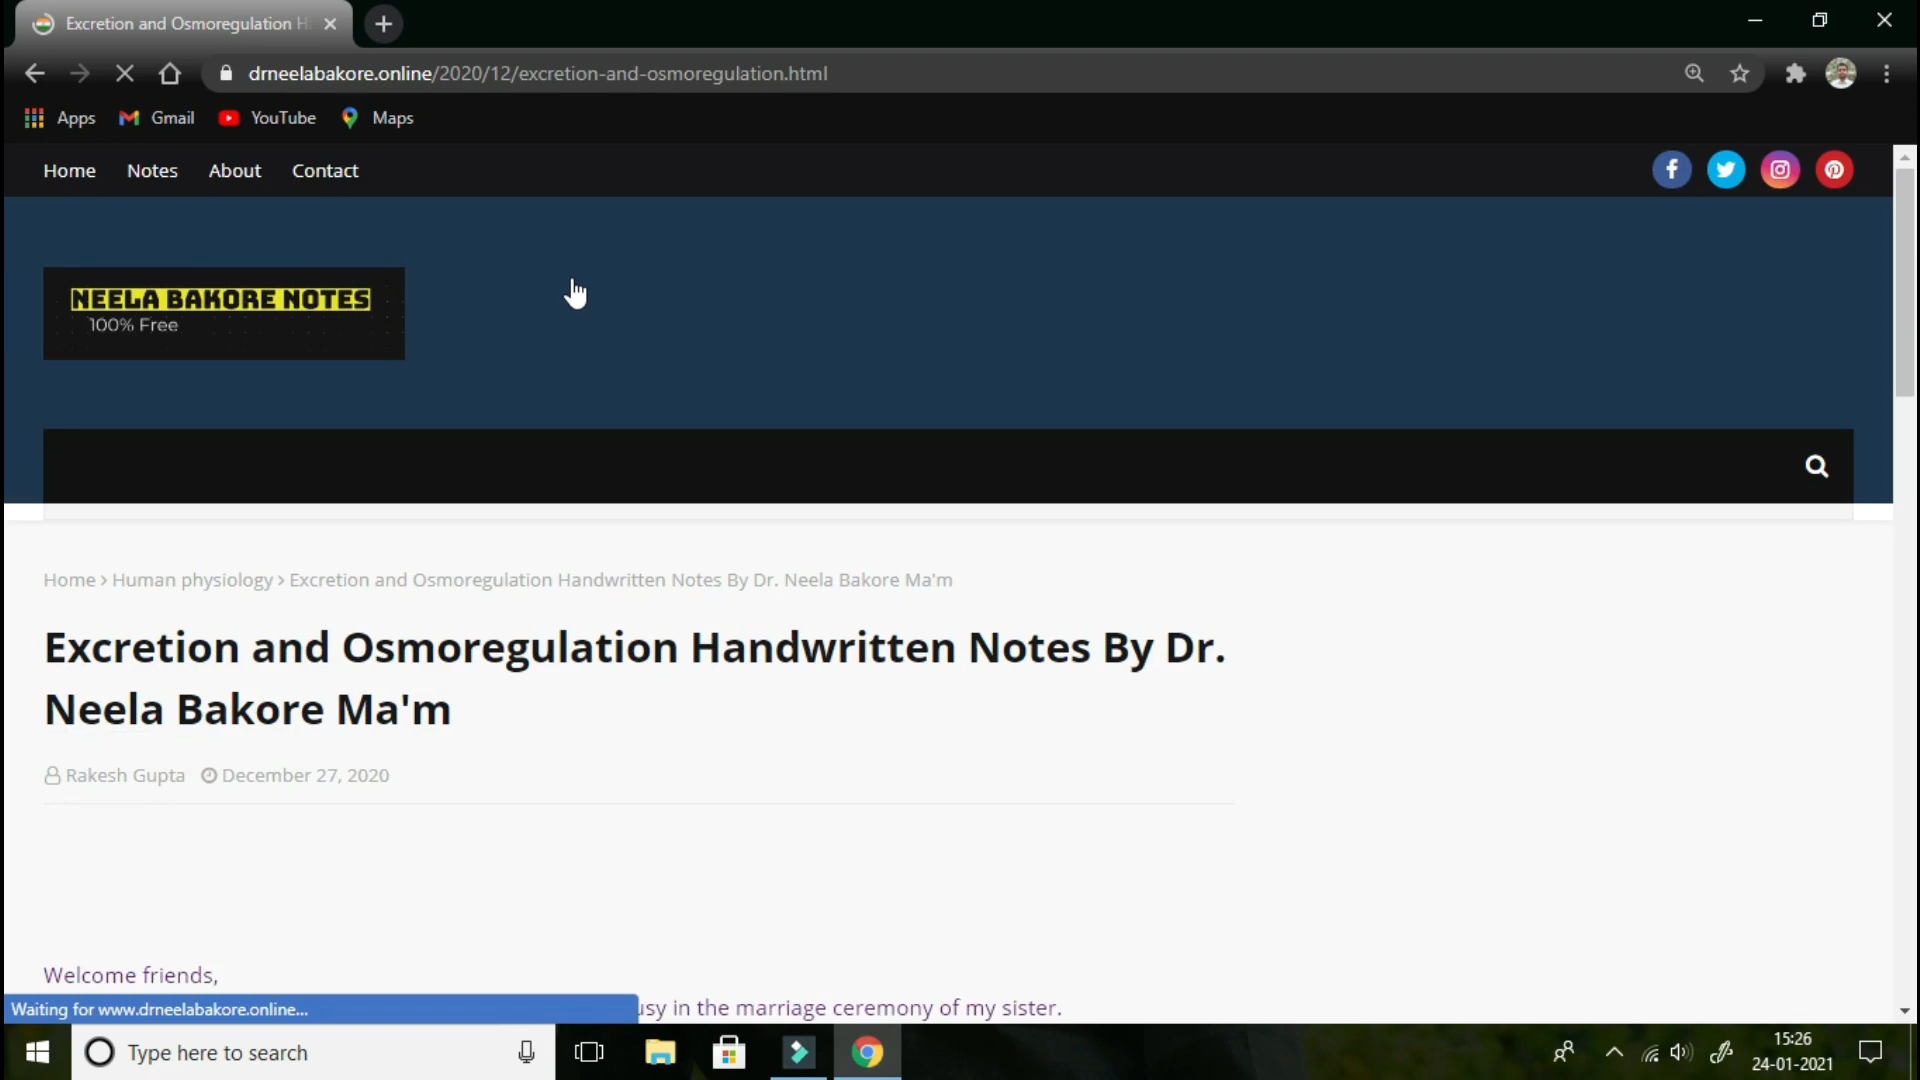 Excretion and Osmoregulation H
drneelabakore.online/2020/12/excretion-and-osmoregulation.html
Apps Gmail YouTube Maps
Home Notes About Contact
NEELA BAKORE NOTES
100% Free
Home > Human physiology > Excretion and Osmoregulation Handwritten Notes By Dr. Neela Bakore Ma'm
Excretion and Osmoregulation Handwritten Notes By Dr.
Neela Bakore Ma'm
Rakesh Gupta December 27, 2020
Welcome friends,
Waiting for www.drneelabakore.online... in the marriage ceremony of my sister.
Type here to search
15:26
24-01-2021